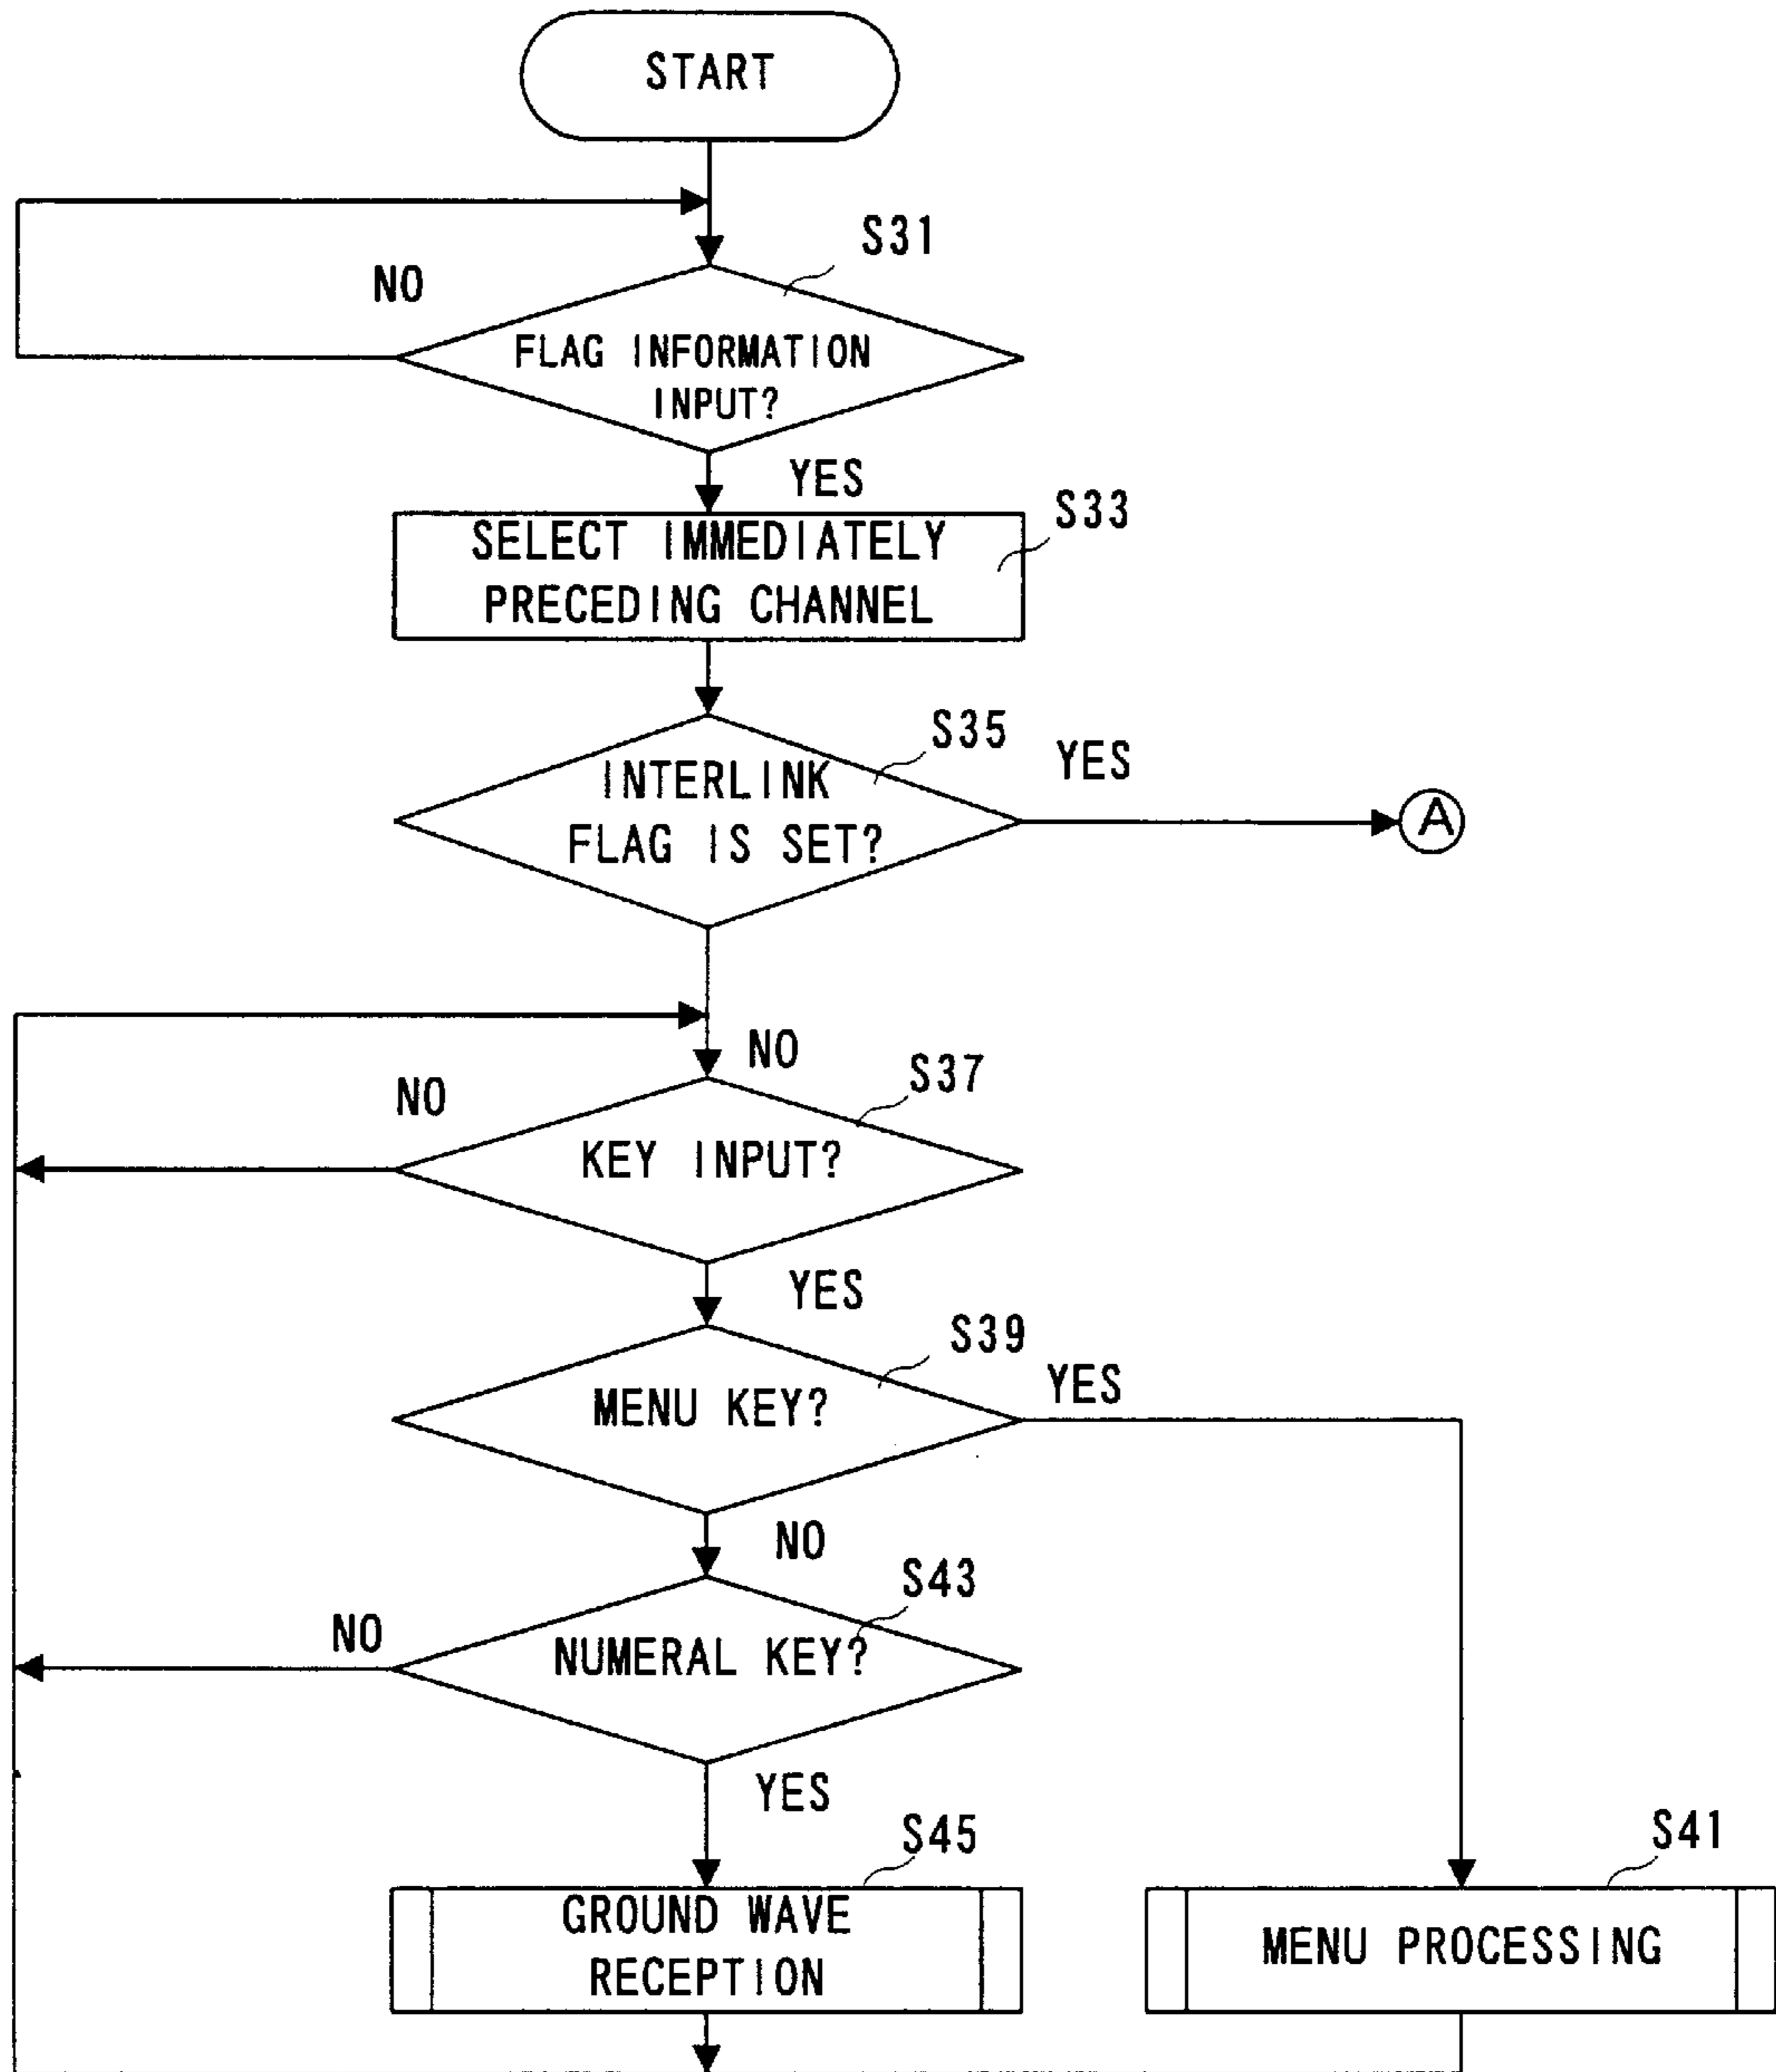 START
S31
NO
FLAG INFORMATION
INPUT?
YES
S33
SELECT IMMEDIATELY
PRECEDING CHANNEL
S35
YES
INTERLINK
FLAG IS SET?
A
NO
S37
NO
KEY INPUT?
YES
S39
YES
MENU KEY?
NO
S43
NO
NUMERAL KEY?
YES
S45
S41
GROUND WAVE
RECEPTION
MENU PROCESSING